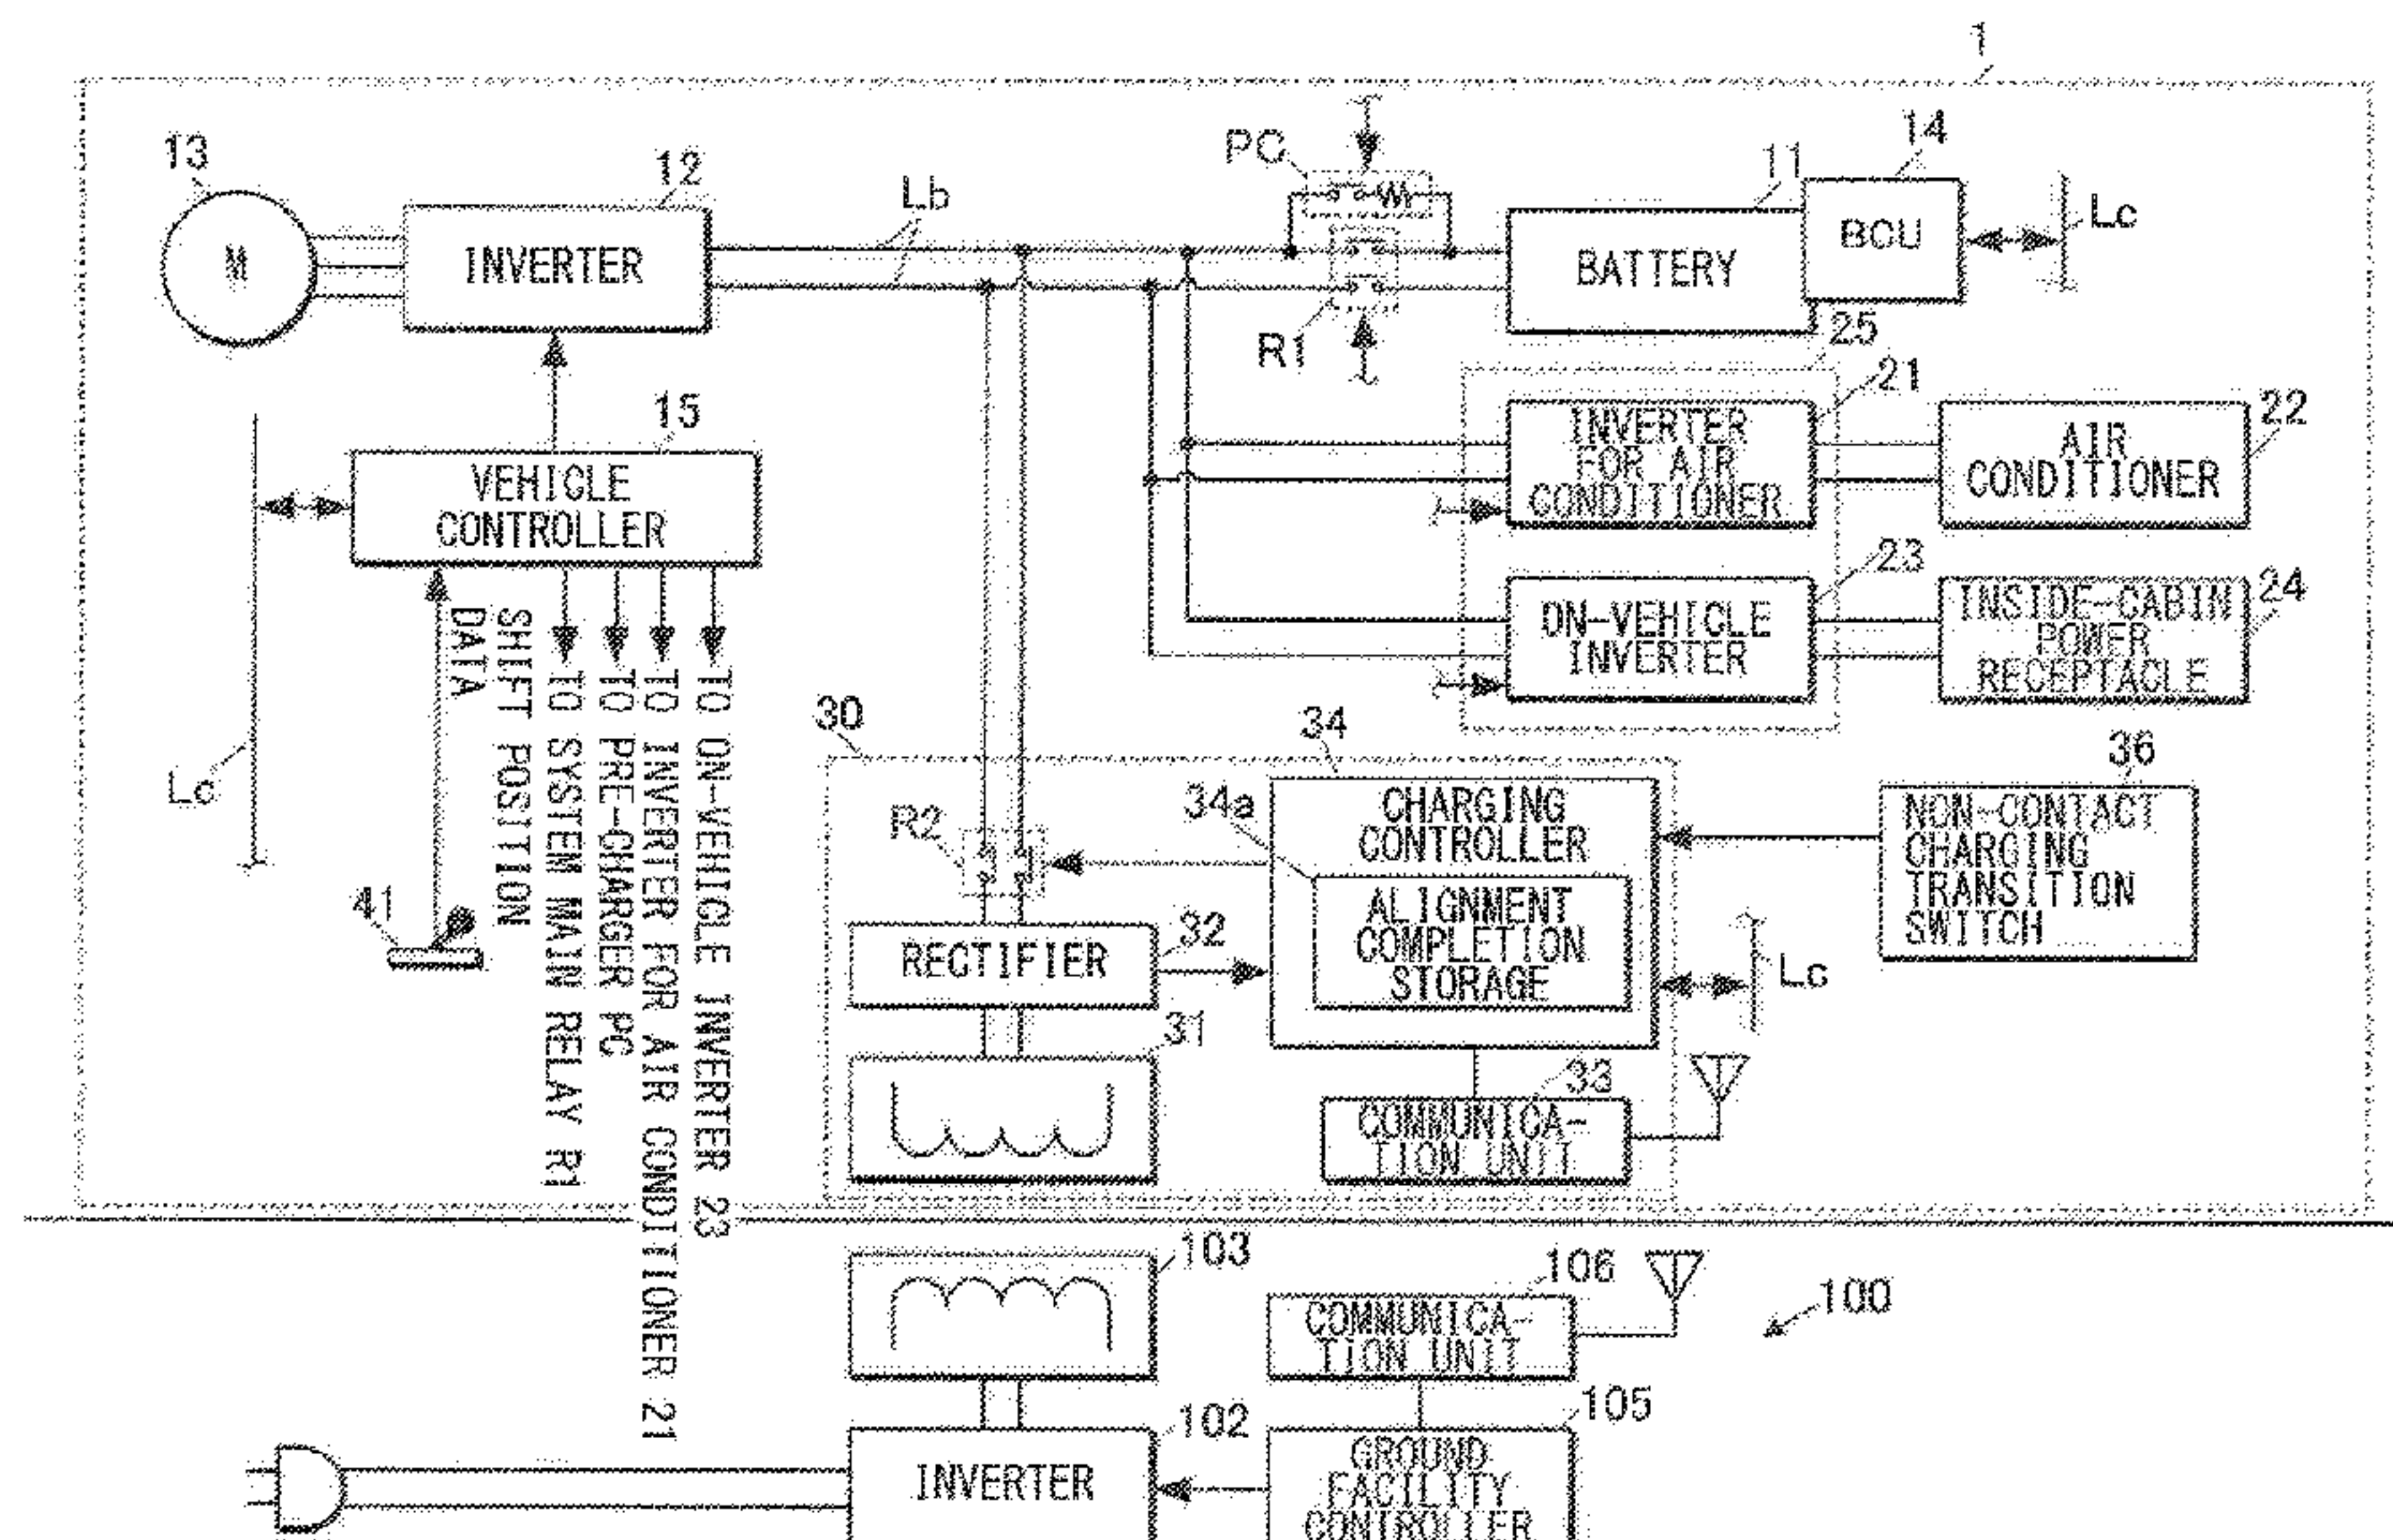 1
13
12
Lb
PC
11
14
Lc
M
INVERTER
BATTERY
BCU
R1
25
15
21
22
VEHICLE
CONTROLLER
INVERTER
FOR AIR
CONDITIONER
AIR
CONDITIONER
23
24
ON-VEHICLE
INVERTER
INSIDE-CABIN
POWER
RECEPTACLE
SHIFT POSITION
DATA
TO SYSTEM MAIN RELAY R1
TO PRE-CHARGER PC
TO INVERTER FOR AIR CONDITIONER 21
TO ON-VEHICLE INVERTER 23
Lc
41
30
34
36
R2
34a
CHARGING
CONTROLLER
NON-CONTACT
CHARGING
TRANSITION
SWITCH
ALIGNMENT
COMPLETION
STORAGE
RECTIFIER
32
Lc
31
33
COMMUNICA-
TION UNIT
103
106
100
COMMUNICA-
TION UNIT
102
105
INVERTER
GROUND
FACILITY
CONTROLLER